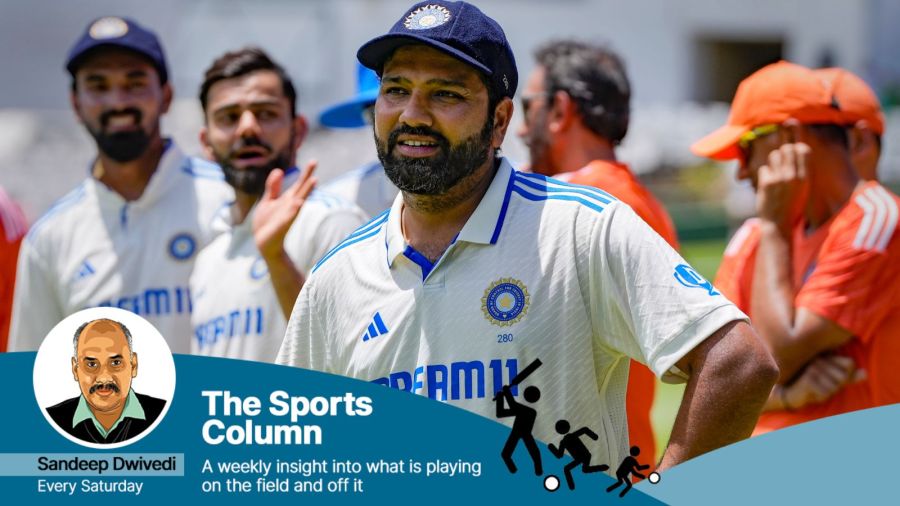 DREAM11
280
DREAM11
The Sports
Column
Sandeep Dwivedi
Every Saturday
A weekly insight into what is playing
on the field and off it